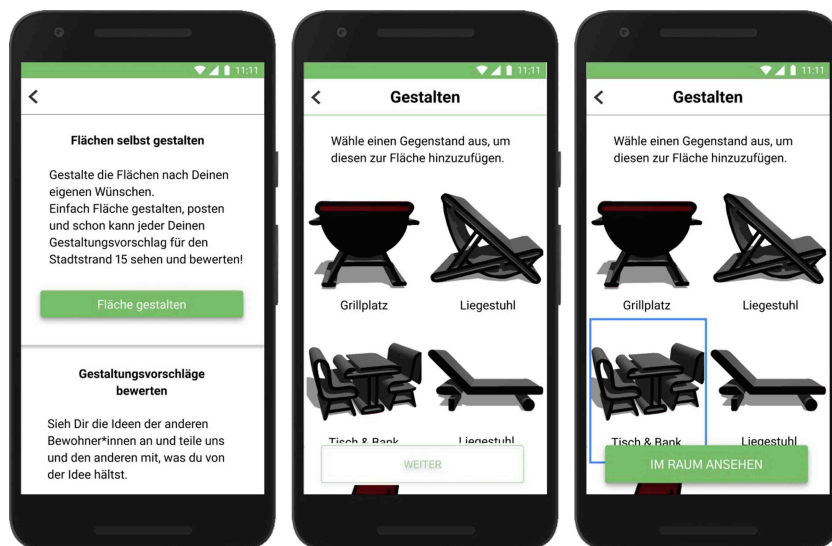 11:11
Flächen selbst gestalten
Gestalte die Flächen nach Deinen
eigenen Wünschen.
Einfach Fläche gestalten, posten
und schon kann jeder Deinen
Gestaltungsvorschlag für den
Stadtstrand 15 sehen und bewerten!
Fläche gestalten
Gestaltungsvorschläge
bewerten
Sieh Dir die Ideen der anderen
Bewohner*innen an und teile uns
und den anderen mit, was du von
der Idee hältst.
11:11
Gestalten
Wähle einen Gegenstand aus, um
diesen zur Fläche hinzuzufügen.
Grillplatz
Liegestuhl
Tisch & Bank
Liegestuhl
WEITER
11:11
Gestalten
Wähle einen Gegenstand aus, um
diesen zur Fläche hinzuzufügen.
Grillplatz
Liegestuhl
Tisch & Bank
Liegestuhl
IM RAUM ANSEHEN